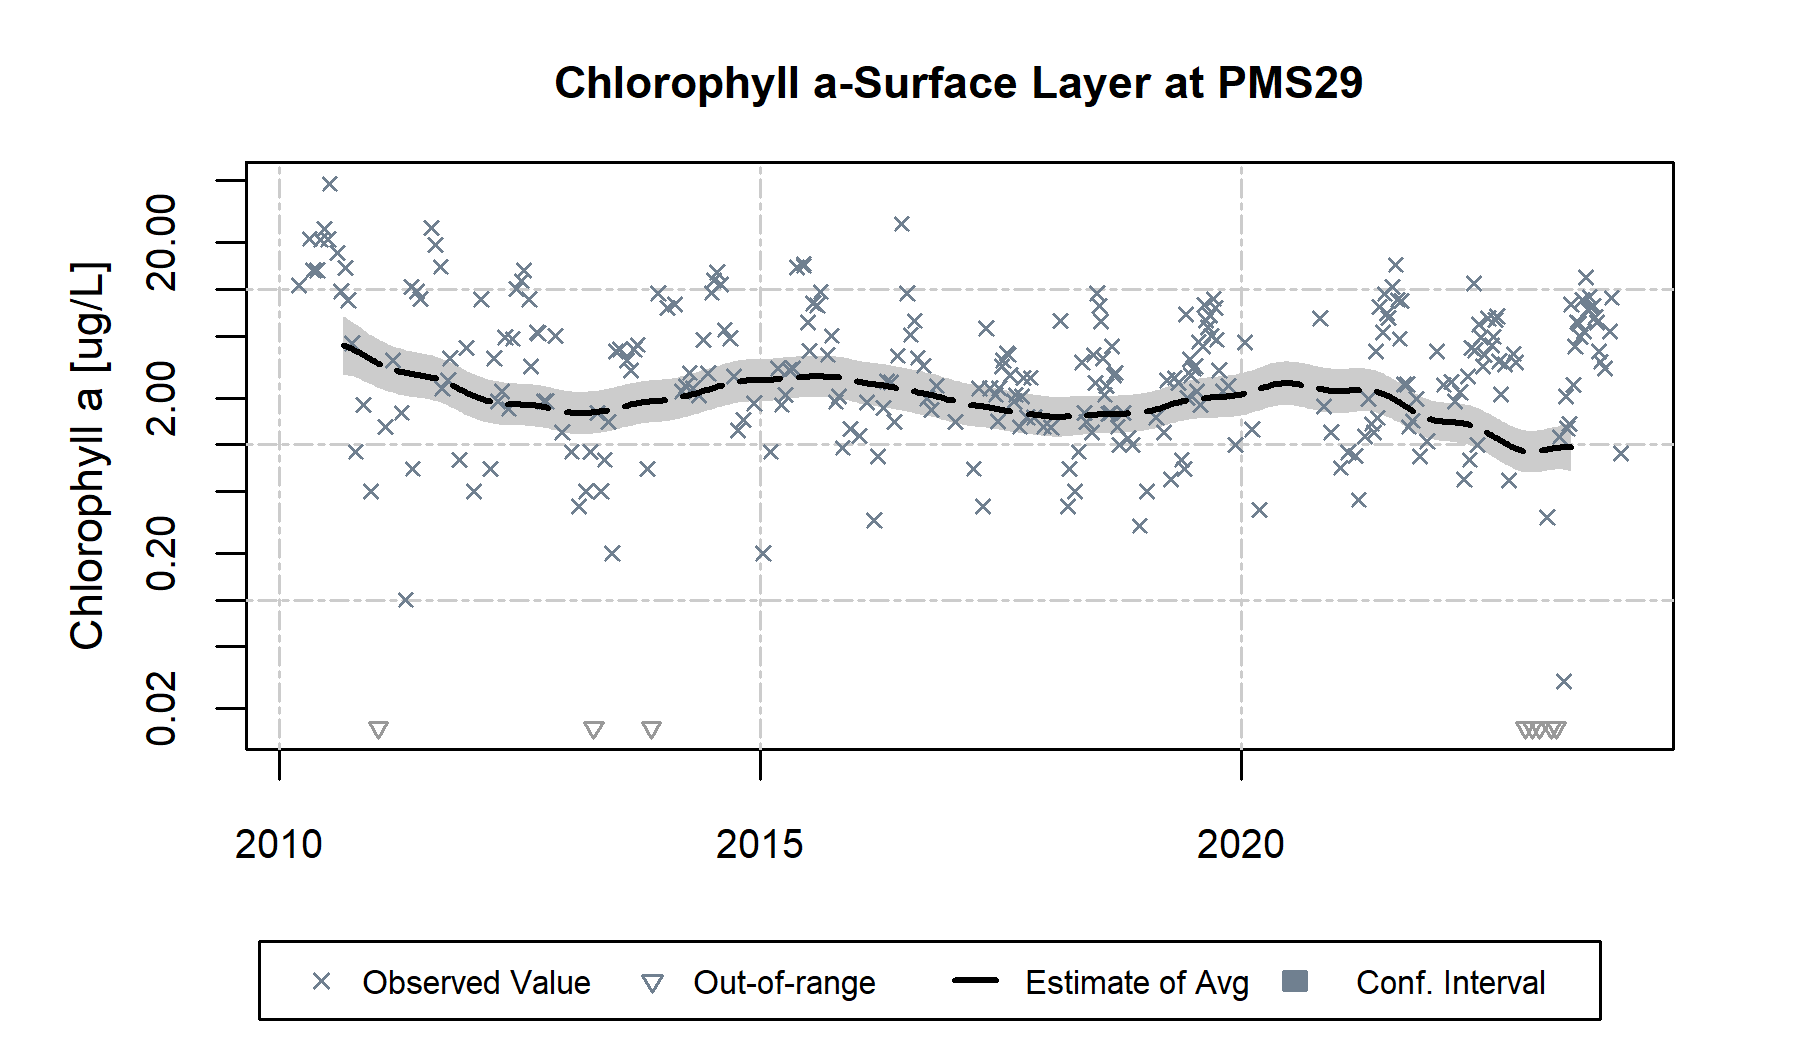 Chlorophyll a-Surface Layer at PMS29
Chlorophyll a [ug/L]
20.00
2.00
0.20
0.02
2010 2015 2020
Observed Value Out-of-range Estimate of Avg Conf. Interval